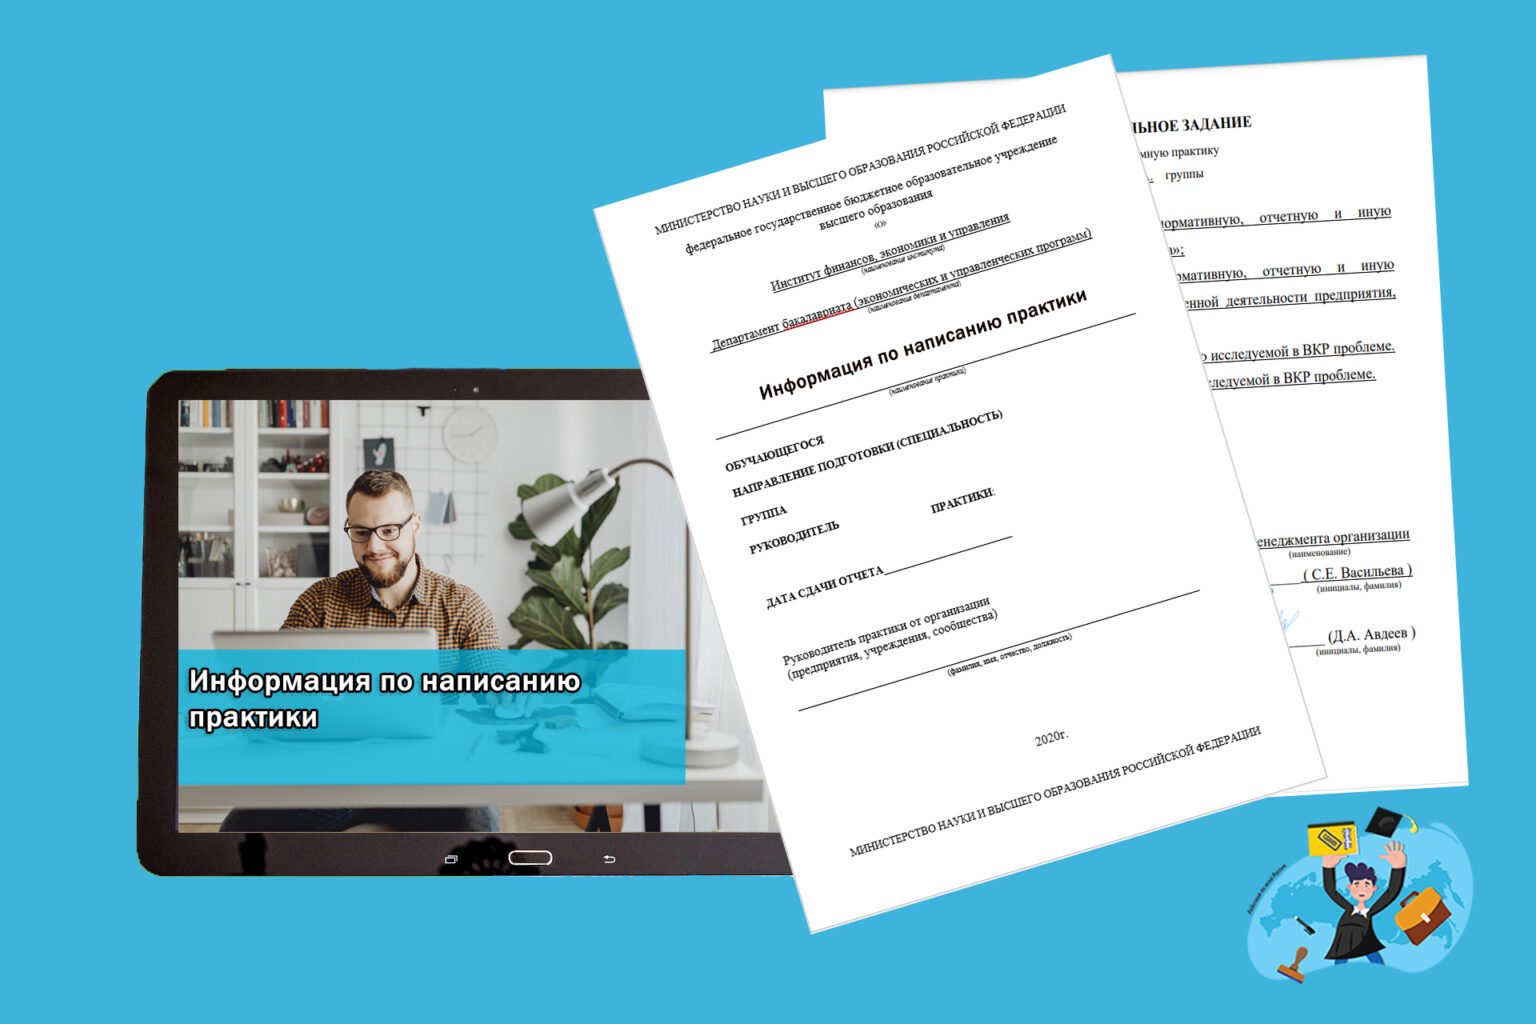 Информация по написанию
практики
МИНИСТЕРСТВО НАУКИ И ВЫСШЕГО ОБРАЗОВАНИЯ РОССИЙСКОЙ ФЕДЕРАЦИИ
федеральное государственное бюджетное образовательное учреждение
высшего образования
«о»
Институт финансов, экономики и управления
(наименование института)
Департамент бакалавриата (экономических и управленческих программ)
(наименование департамента)
Информация по написанию практики
(наименование практики)
ОБУЧАЮЩЕГОСЯ
НАПРАВЛЕНИЕ ПОДГОТОВКИ (СПЕЦИАЛЬНОСТЬ)
ГРУППА
РУКОВОДИТЕЛЬ ПРАКТИКИ:
ДАТА СДАЧИ ОТЧЕТА
Руководитель практики от организации
(предприятия, учреждения, сообщества)
(фамилия, имя, отчество, должность)
2020г.
МИНИСТЕРСТВО НАУКИ И ВЫСШЕГО ОБРАЗОВАНИЯ РОССИЙСКОЙ ФЕДЕРАЦИИ
ЛЬНОЕ ЗАДАНИЕ
мную практику
группы
нормативную, отчетную и иную
»;
рмативную, отчетную и иную
енной деятельности предприятия,
о исследуемой в ВКР проблеме.
следуемой в ВКР проблеме.
енеджмента организации
(наименование)
( С.Е. Васильева )
(инициалы, фамилия)
(Д.А. Авдеев )
(инициалы, фамилия)